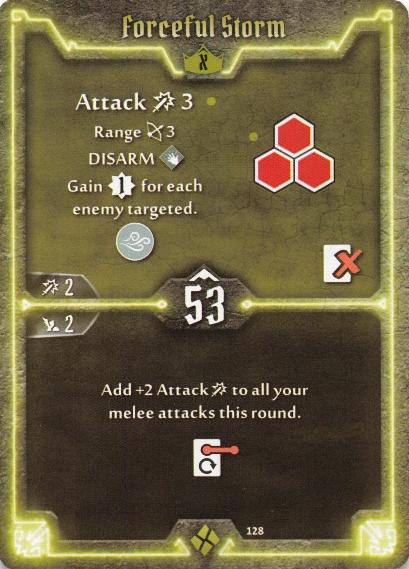 Forceful Storm
X
Attack 3
Range 3
DISARM
Gain 1 for each
enemy targeted.
2
53
2
Add +2 Attack to all your
melee attacks this round.
128